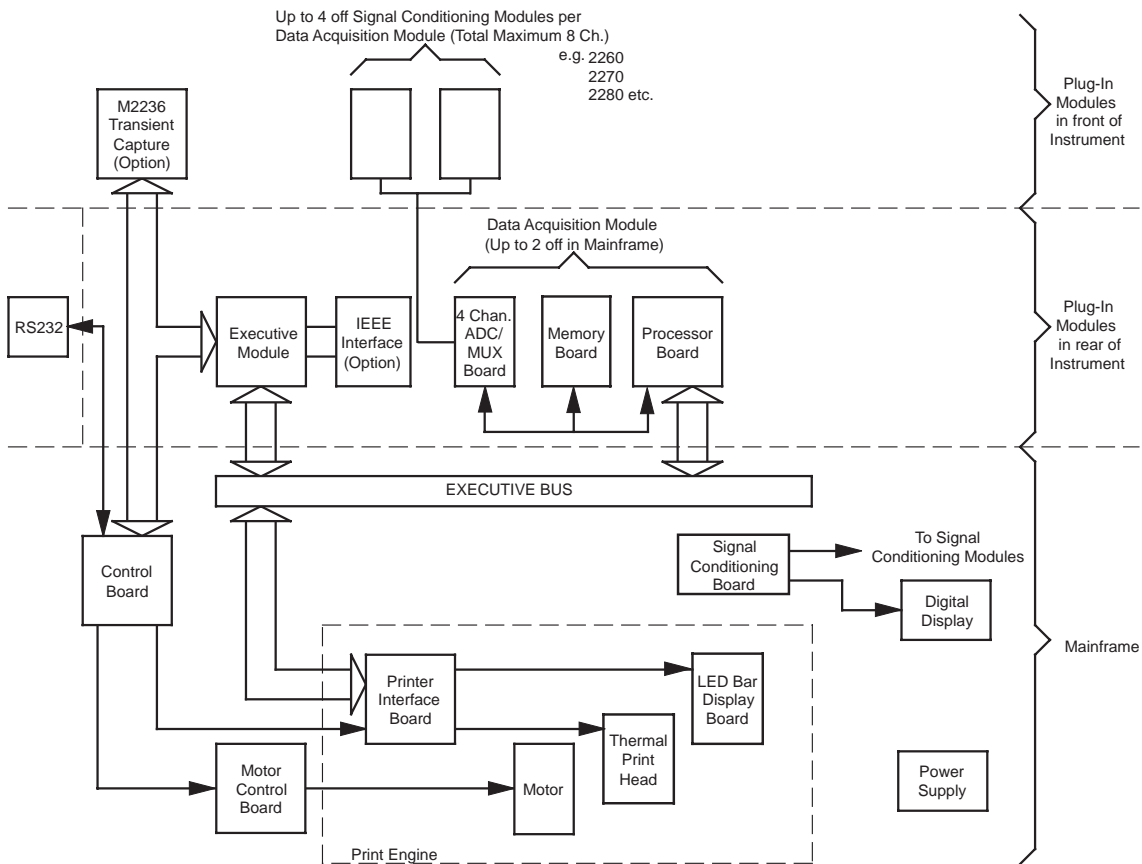 Up to 4 off Signal Conditioning Modules per
Data Acquisition Module (Total Maximum 8 Ch.)
e.g. 2260
2270
2280 etc.
M2236
Transient
Capture
(Option)
Plug-In
Modules
in front of
Instrument
Data Acquisition Module
(Up to 2 off in Mainframe)
RS232
Executive
Module
IEEE
Interface
(Option)
4 Chan.
ADC/
MUX
Board
Memory
Board
Processor
Board
Plug-In
Modules
in rear of
Instrument
EXECUTIVE BUS
Control
Board
Signal
Conditioning
Board
To Signal
Conditioning Modules
Digital
Display
Mainframe
Printer
Interface
Board
LED Bar
Display
Board
Thermal
Print
Head
Motor
Control
Board
Motor
Power
Supply
Print Engine